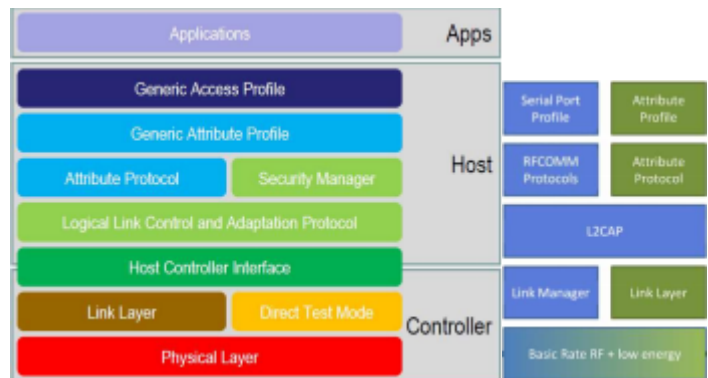 Applications
Apps
Generic Access Profile
Generic Attribute Profile
Attribute Protocol
Security Manager
Host
Logical Link Control and Adaptation Protocol
Host Controller Interface
Link Layer
Direct Test Mode
Controller
Physical Layer
Serial Port
Profile
Attribute
Profile
RFCOMM
Protocols
Attribute
Protocol
L2CAP
Link Manager
Link Layer
Basic Rate RF + low energy